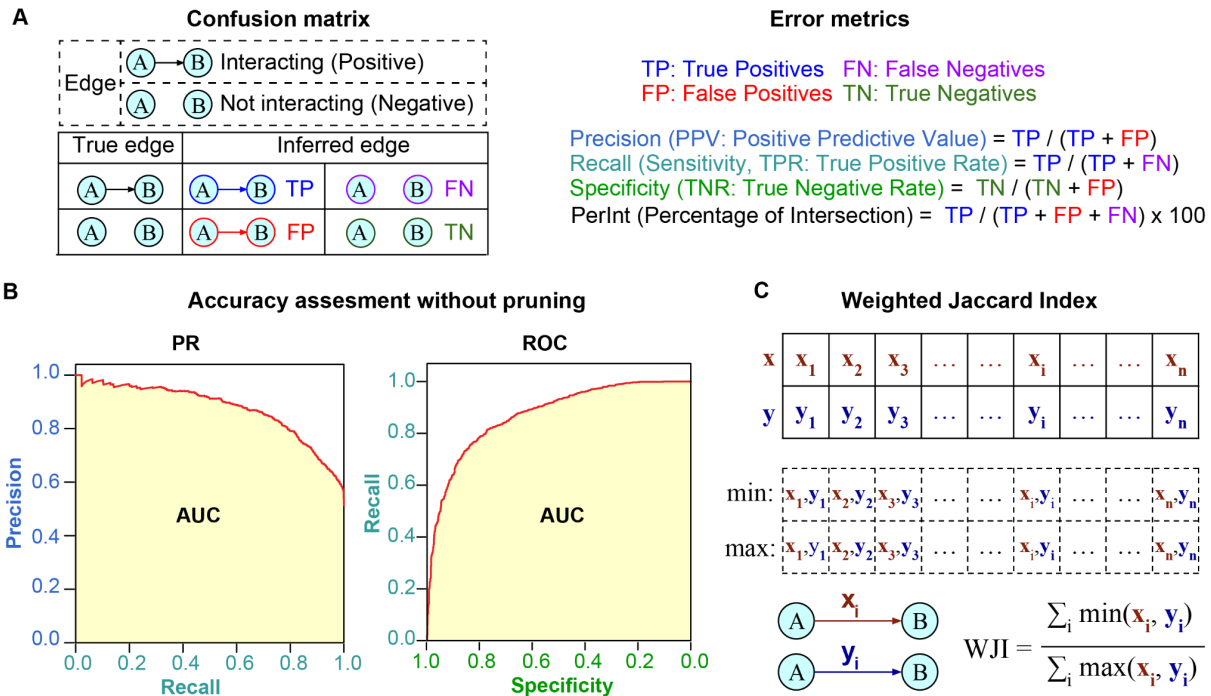 A
Confusion matrix
Edge
A B Interacting (Positive)
A B Not interacting (Negative)
True edge Inferred edge
A B A B TP A B FN
A B A B FP A B TN
Error metrics
TP: True Positives FN: False Negatives
FP: False Positives TN: True Negatives
Precision (PPV: Positive Predictive Value) = TP / (TP + FP)
Recall (Sensitivity, TPR: True Positive Rate) = TP / (TP + FN)
Specificity (TNR: True Negative Rate) = TN / (TN + FP)
PerInt (Percentage of Intersection) = TP / (TP + FP + FN) x 100
B
Accuracy assesment without pruning
PR
Precision
1.0
0.8
0.6
0.4
0.2
0.0
AUC
0.0 0.2 0.4 0.6 0.8 1.0
Recall
ROC
Recall
1.0
0.8
0.6
0.4
0.2
0.0
AUC
1.0 0.8 0.6 0.4 0.2 0.0
Specificity
C
Weighted Jaccard Index
x x₁ x₂ x₃ ... ... xᵢ ... ... xₙ
y y₁ y₂ y₃ ... ... yᵢ ... ... yₙ
min: x₁,y₁ x₂,y₂ x₃,y₃ ... ... xᵢ,yᵢ ... ... xₙ,yₙ
max: x₁,y₁ x₂,y₂ x₃,y₃ ... ... xᵢ,yᵢ ... ... xₙ,yₙ
A xᵢ B
A yᵢ B
WJI = ∑ᵢ min(xᵢ, yᵢ)
∑ᵢ max(xᵢ, yᵢ)